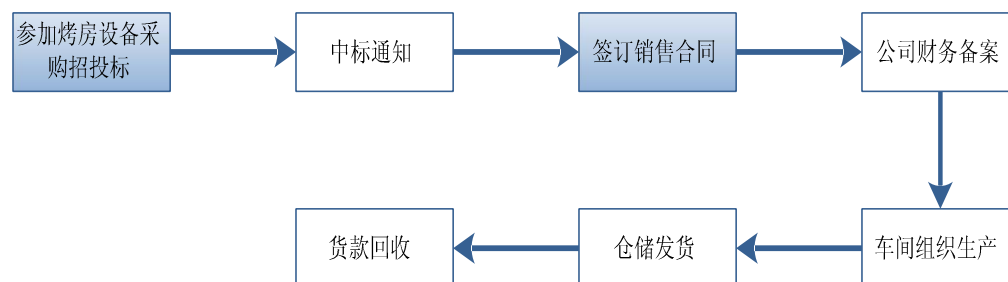 参加烤房设备采
购招投标
中标通知
签订销售合同
公司财务备案
车间组织生产
仓储发货
货款回收